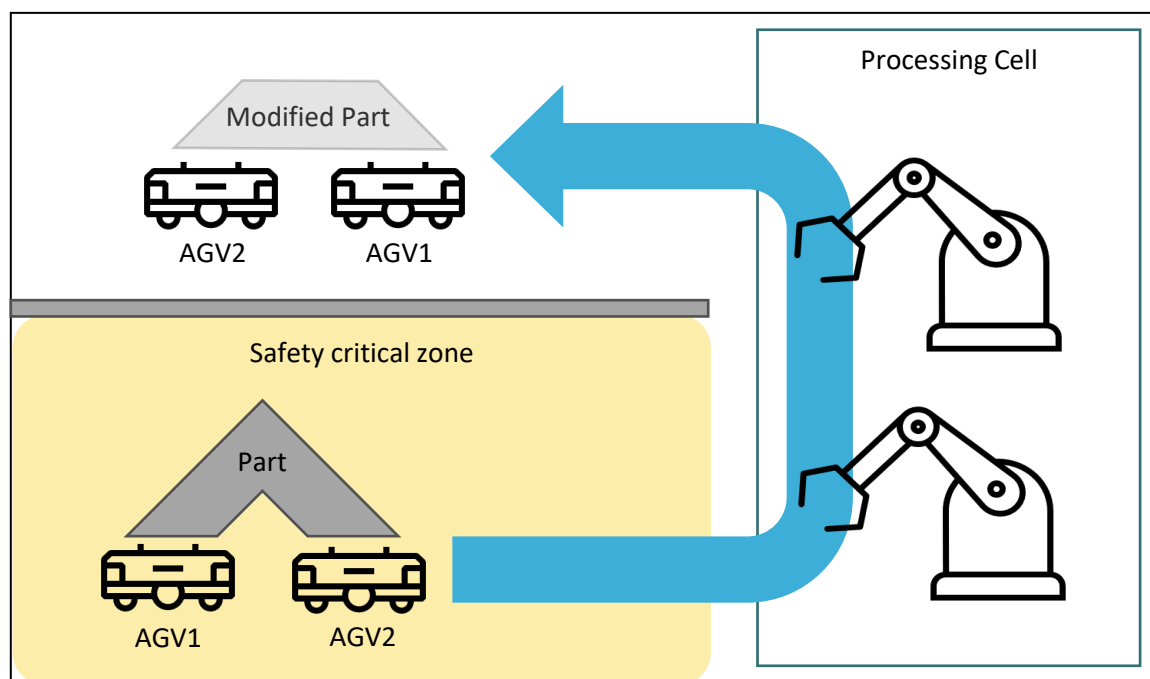 Processing Cell
Modified Part
AGV2
AGV1
Safety critical zone
Part
AGV1
AGV2